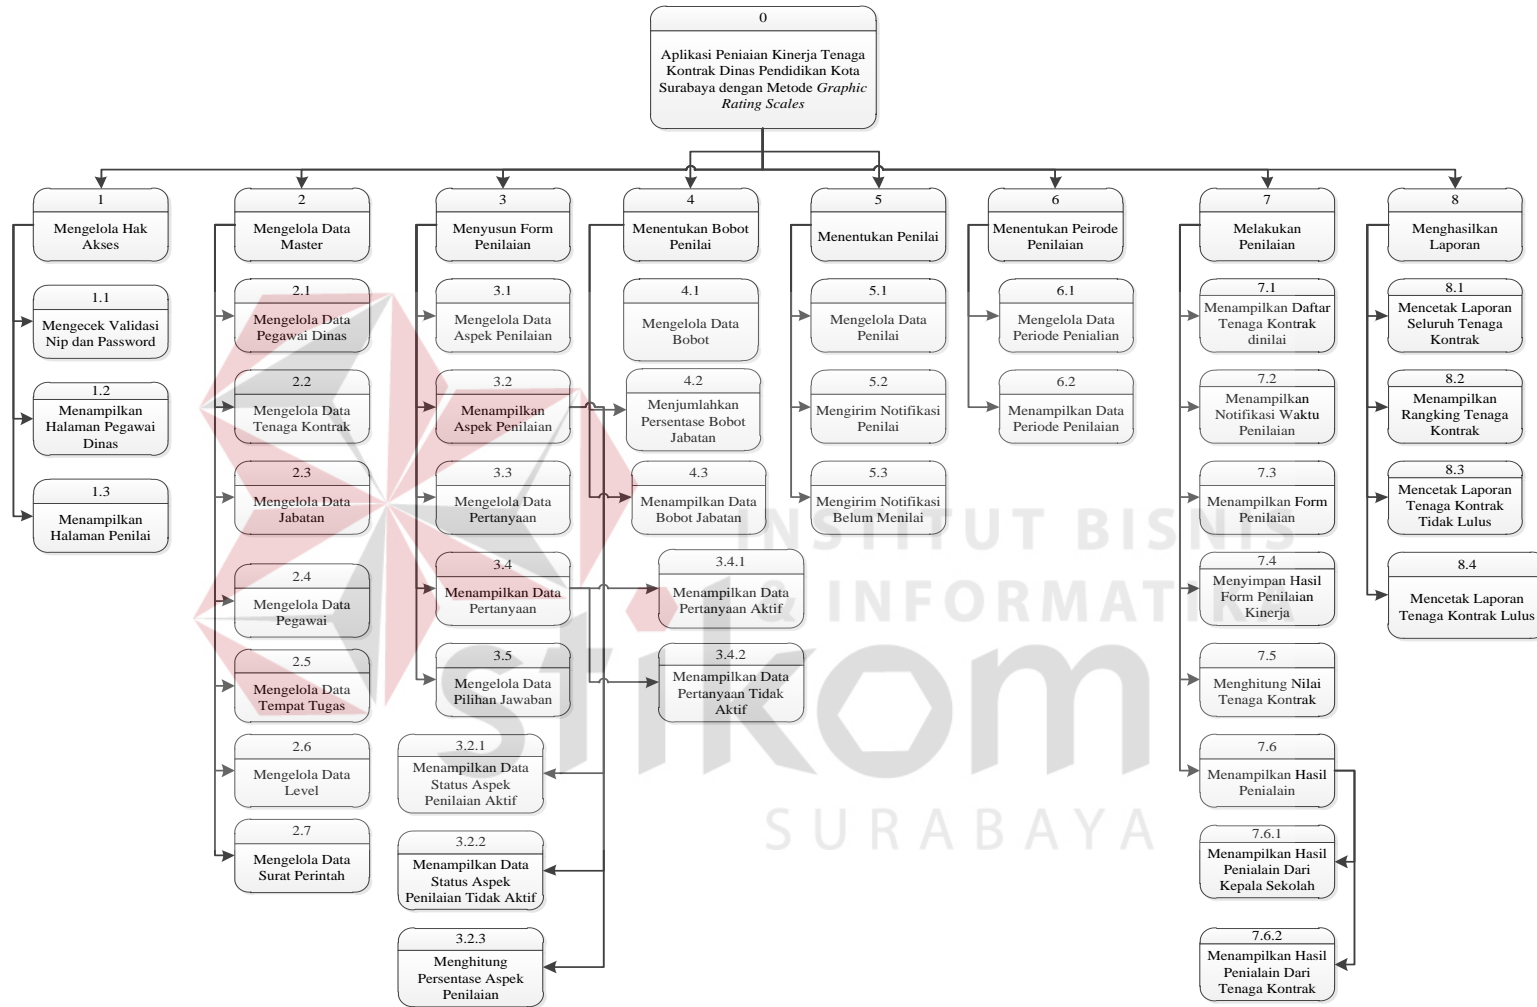 0
Aplikasi Peniaian Kinerja Tenaga
Kontrak Dinas Pendidikan Kota
Surabaya dengan Metode Graphic
Rating Scales
1
Mengelola Hak
Akses
1.1
Mengecek Validasi
Nip dan Password
1.2
Menampilkan
Halaman Pegawai
Dinas
1.3
Menampilkan
Halaman Penilai
2
Mengelola Data
Master
2.1
Mengelola Data
Pegawai Dinas
2.2
Mengelola Data
Tenaga Kontrak
2.3
Mengelola Data
Jabatan
2.4
Mengelola Data
Pegawai
2.5
Mengelola Data
Tempat Tugas
2.6
Mengelola Data
Level
2.7
Mengelola Data
Surat Perintah
3
Menyusun Form
Penilaian
3.1
Mengelola Data
Aspek Penilaian
3.2
Menampilkan
Aspek Penilaian
3.3
Mengelola Data
Pertanyaan
3.4
Menampilkan Data
Pertanyaan
3.5
Mengelola Data
Pilihan Jawaban
3.2.1
Menampilkan Data
Status Aspek
Penilaian Aktif
3.2.2
Menampilkan Data
Status Aspek
Penilaian Tidak Aktif
3.2.3
Menghitung
Persentase Aspek
Penilaian
4
Menentukan Bobot
Penilai
4.1
Mengelola Data
Bobot
4.2
Menjumlahkan
Persentase Bobot
Jabatan
4.3
Menampilkan Data
Bobot Jabatan
3.4.1
Menampilkan Data
Pertanyaan Aktif
3.4.2
Menampilkan Data
Pertanyaan Tidak
Aktif
5
Menentukan Penilai
5.1
Mengelola Data
Penilai
5.2
Mengirim Notifikasi
Penilai
5.3
Mengirim Notifikasi
Belum Menilai
6
Menentukan Peirode
Penilaian
6.1
Mengelola Data
Periode Penialian
6.2
Menampilkan Data
Periode Penilaian
7
Melakukan
Penilaian
7.1
Menampilkan Daftar
Tenaga Kontrak
dinilai
7.2
Menampilkan
Notifikasi Waktu
Penilaian
7.3
Menampilkan Form
Penilaian
7.4
Menyimpan Hasil
Form Penilaian
Kinerja
7.5
Menghitung Nilai
Tenaga Kontrak
7.6
Menampilkan Hasil
Penialain
7.6.1
Menampilkan Hasil
Penialain Dari
Kepala Sekolah
7.6.2
Menampilkan Hasil
Penialain Dari
Tenaga Kontrak
8
Menghasilkan
Laporan
8.1
Mencetak Laporan
Seluruh Tenaga
Kontrak
8.2
Menampilkan
Rangking Tenaga
Kontrak
8.3
Mencetak Laporan
Tenaga Kontrak
Tidak Lulus
8.4
Mencetak Laporan
Tenaga Kontrak Lulus
INSTITUT BISNIS
& INFORMATIKA
stikom
SURABAYA